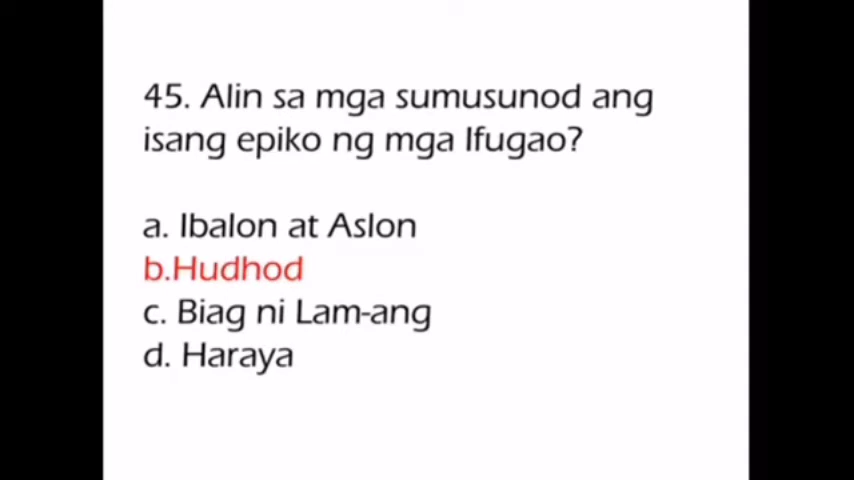 45. Alin sa mga sumusunod ang
isang epiko ng mga Ifugao?
a. Ibalon at Aslon
b.Hudhod
c. Biag ni Lam-ang
d. Haraya